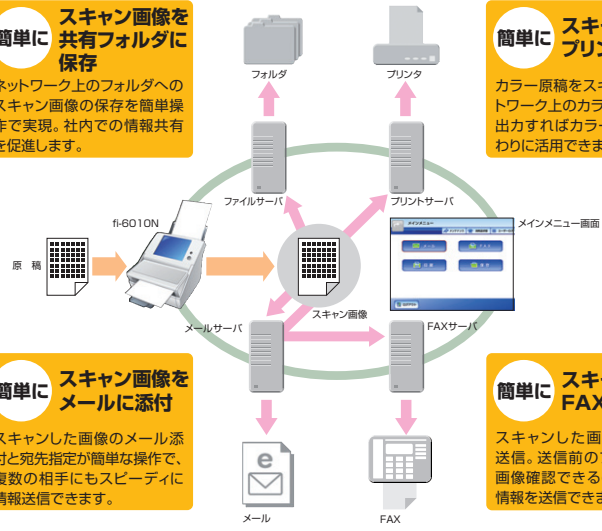 簡単に
スキャン画像を
共有フォルダに
保存
ネットワーク上のフォルダへの
スキャン画像の保存を簡単操
作で実現。社内での情報共有
を促進します。
フォルダ
プリンタ
簡単に
スキ
プリン
カラー原稿をスキ
トワーク上のカラ
出力すればカラー
わりに活用できま
ファイルサーバ
プリントサーバ
fi-6010N
メインメニュー
メインメニュー画面
原 稿
スキャン画像
メールサーバ
FAXサーバ
簡単に
スキャン画像を
メールに添付
スキャンした画像のメール添
付と宛先指定が簡単な操作で、
複数の相手にもスピーディに
情報送信できます。
e
メール
FAX
簡単に
スキ
FAX
スキャンした画
送信。送信前の
画像確認できる
情報を送信できま